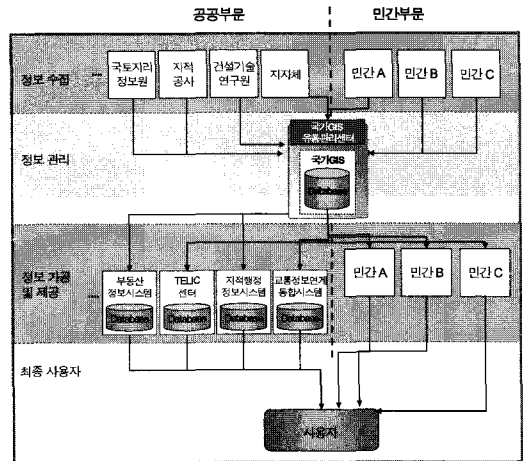 공공부문
민간부문
정보 수집
국토지리
정보원
지적
공사
건설기술
연구원
지자체
민간 A
민간 B
민간 C
국가GIS
유통관리센터
정보 관리
국가GIS
Database
정보 가공
및 제공
부동산
정보시스템
Database
TELIC
센터
Database
지적행정
정보시스템
Database
교통정보연계
통합시스템
Database
민간 A
민간 B
민간 C
최종 사용자
사용자